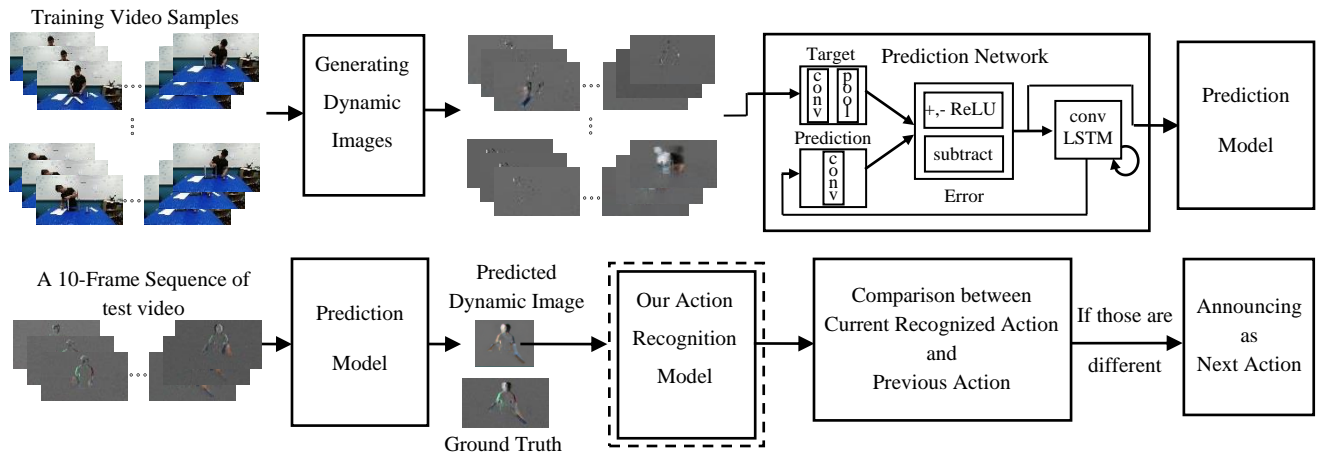 Training Video Samples
Generating
Dynamic
Images
Target
conv
pool
Prediction
conv
Prediction Network
+,- ReLU
subtract
Error
conv
LSTM
Prediction
Model
A 10-Frame Sequence of
test video
Prediction
Model
Predicted
Dynamic Image
Ground Truth
Our Action
Recognition
Model
Comparison between
Current Recognized Action
and
Previous Action
If those are
different
Announcing
as
Next Action